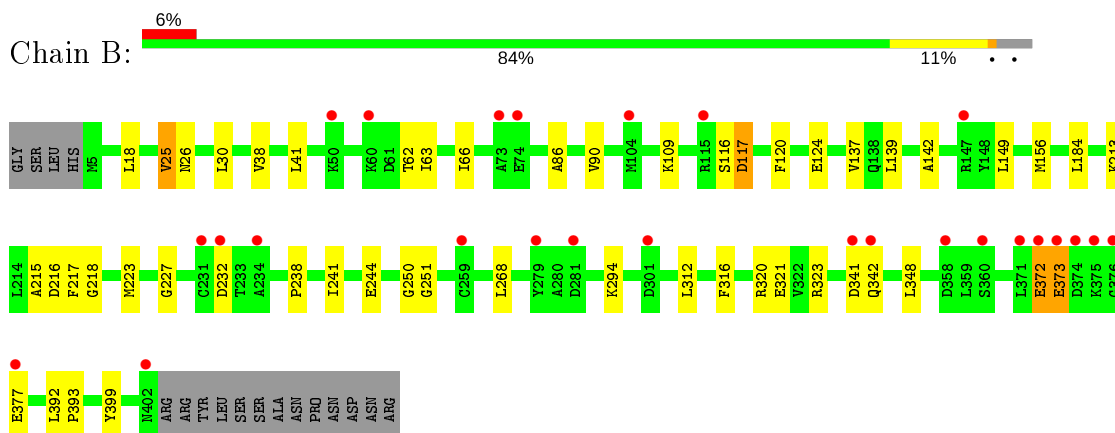 6%
Chain B:
84% 11% • •
GLY SER LEU HIS M5 L18 V25 N26 L30 V38 L41 K50 K60 D61 T62 I63 I66 A73 E74 A86 V90 M104 K109 R115 S116 D117 F120 E124 V137 Q138 L139 A142 R147 Y148 L149 M156 L184 K213
L214 A215 D216 F217 G218 M223 G227 C231 D232 T233 A234 P238 I241 E244 G250 G251 C259 L268 Y279 A280 D281 K294 D301 L312 F316 R320 E321 V322 R323 D341 Q342 L348 D358 L359 S360 L371 E372 E373 D374 K375 G376
E377 L392 P393 Y399 N402 ARG ARG TYR LEU SER SER ALA ASN PRO ASN ASP ASN ARG